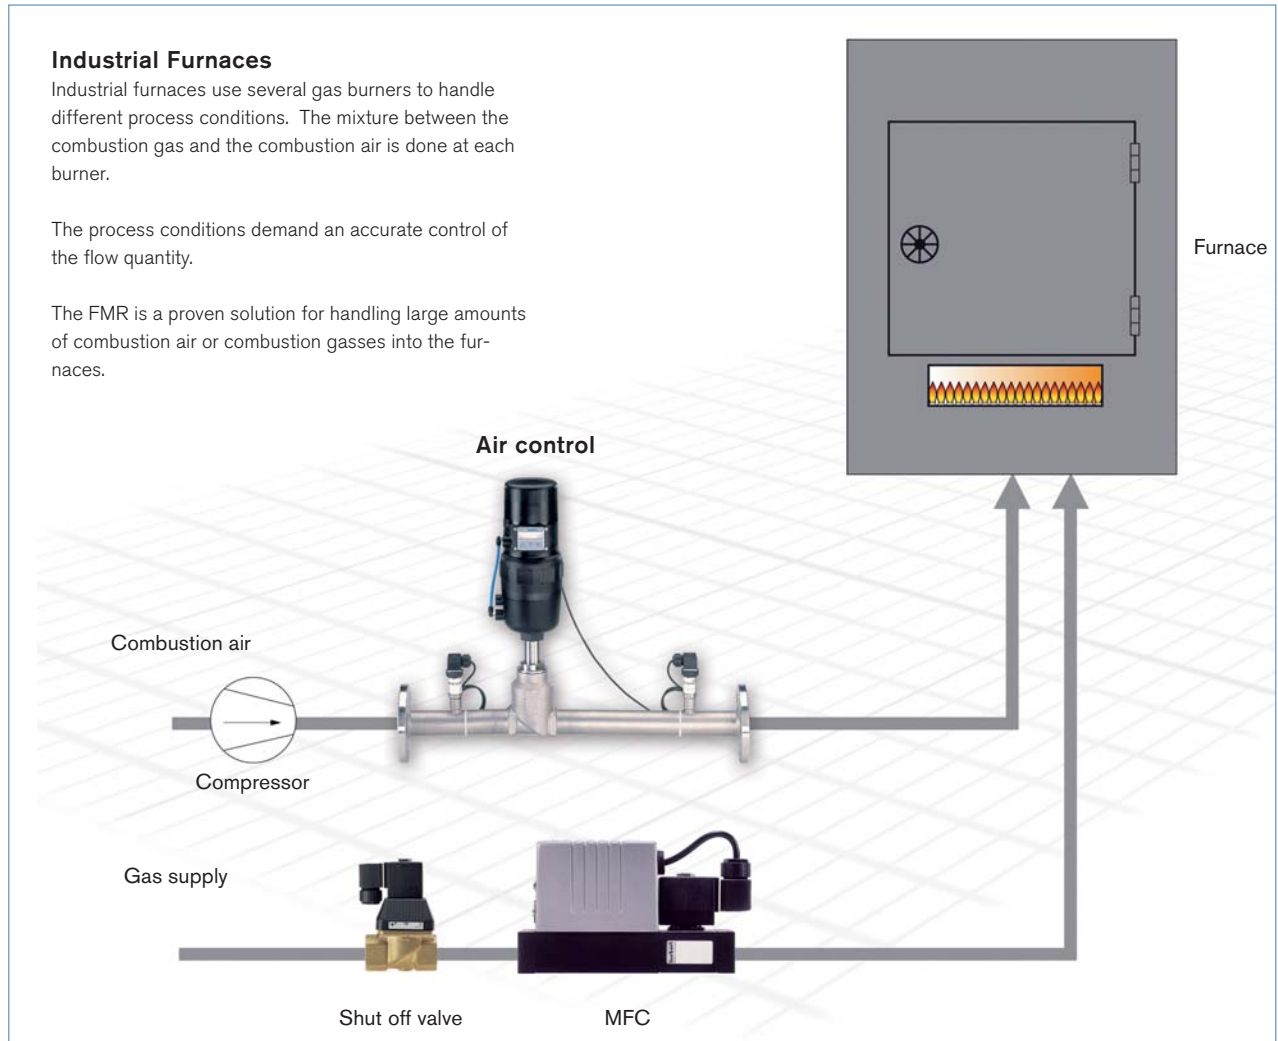 Industrial Furnaces
Industrial furnaces use several gas burners to handle
different process conditions.  The mixture between the
combustion gas and the combustion air is done at each
burner.
The process conditions demand an accurate control of
the flow quantity.
The FMR is a proven solution for handling large amounts
of combustion air or combustion gasses into the fur-
naces.
Furnace
Air control
Combustion air
Compressor
Gas supply
Shut off valve
MFC